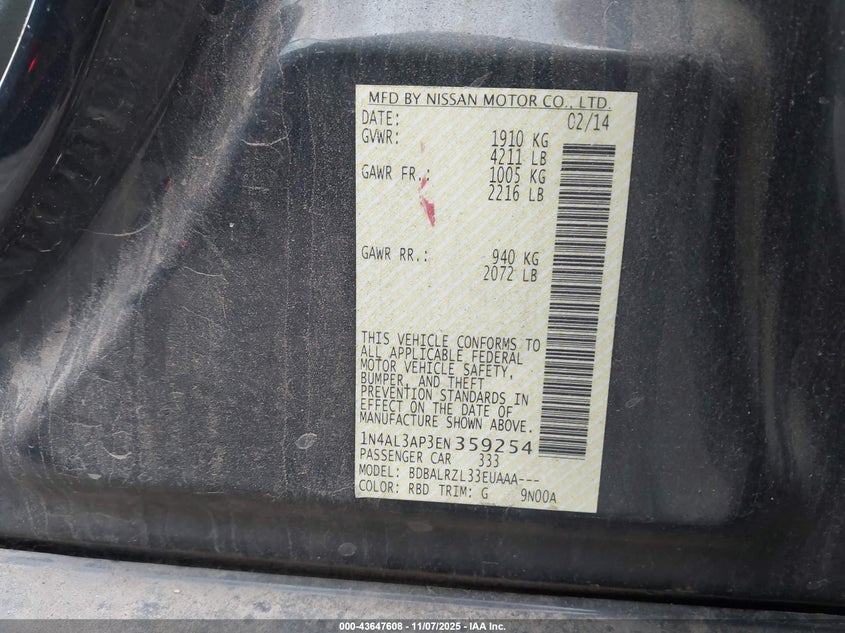 MFD BY NISSAN MOTOR CO., LTD.
DATE: 02/14
GVWR: 1910 KG
4211 LB
GAWR FR.: 1005 KG
2216 LB
GAWR RR.: 940 KG
2072 LB
THIS VEHICLE CONFORMS TO
ALL APPLICABLE FEDERAL
MOTOR VEHICLE SAFETY,
BUMPER, AND THEFT
PREVENTION STANDARDS IN
EFFECT ON THE DATE OF
MANUFACTURE SHOWN ABOVE.
1N4AL3AP3EN359254
PASSENGER CAR 333
MODEL: BDBALRZL33EUAAA---
COLOR: RBD TRIM: G 9N00A
000-43647608 - 11/07/2025 - IAA Inc.